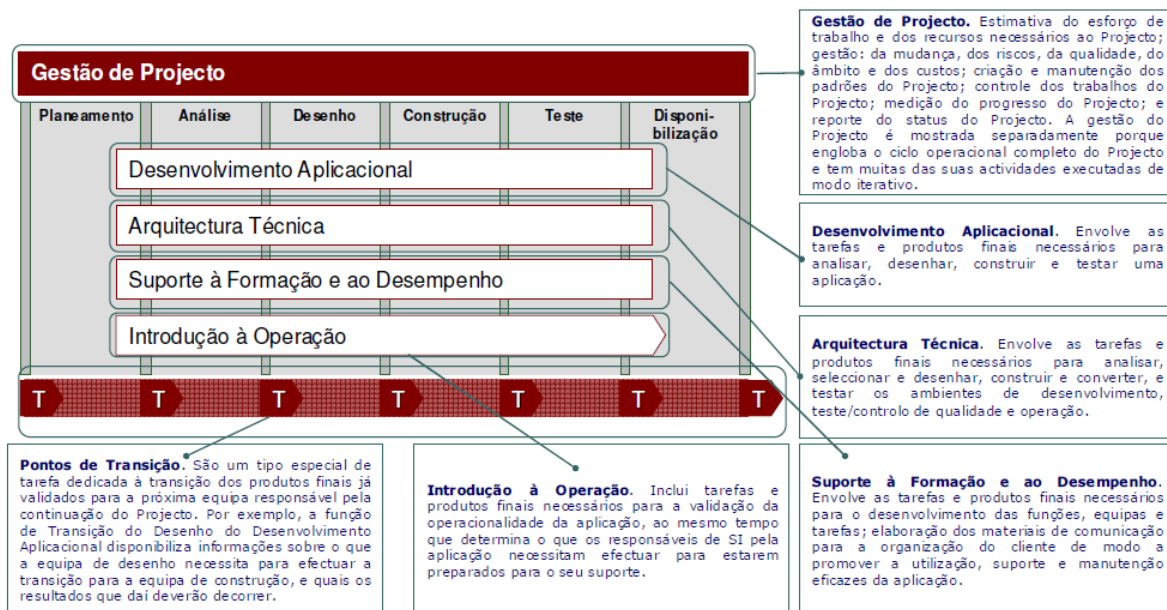 Gestão de Projecto
Planeamento
Análise
Desenho
Construção
Teste
Disponi-
bilização
Desenvolvimento Aplicacional
Arquitectura Técnica
Suporte à Formação e ao Desempenho
Introdução à Operação
T T T T T T T
Gestão de Projecto. Estimativa do esforço de
trabalho e dos recursos necessários ao Projecto;
gestão: da mudança, dos riscos, da qualidade, do
âmbito e dos custos; criação e manutenção dos
padrões do Projecto; controle dos trabalhos do
Projecto; medição do progresso do Projecto; e
reporte do status do Projecto. A gestão do
Projecto é mostrada separadamente porque
engloba o ciclo operacional completo do Projecto
e tem muitas das suas actividades executadas de
modo iterativo.
Desenvolvimento Aplicacional. Envolve as
tarefas e produtos finais necessários para
analisar, desenhar, construir e testar uma
aplicação.
Arquitectura Técnica. Envolve as tarefas e
produtos finais necessários para analisar,
seleccionar e desenhar, construir e converter, e
testar os ambientes de desenvolvimento,
teste/controlo de qualidade e operação.
Pontos de Transição. São um tipo especial de
tarefa dedicada à transição dos produtos finais já
validados para a próxima equipa responsável pela
continuação do Projecto. Por exemplo, a função
de Transição do Desenho do Desenvolvimento
Aplicacional disponibiliza informações sobre o que
a equipa de desenho necessita para efectuar a
transição para a equipa de construção, e quais os
resultados que daí deverão decorrer.
Introdução à Operação. Inclui tarefas e
produtos finais necessários para a validação da
operacionalidade da aplicação, ao mesmo tempo
que determina o que os responsáveis de SI pela
aplicação necessitam efectuar para estarem
preparados para o seu suporte.
Suporte à Formação e ao Desempenho.
Envolve as tarefas e produtos finais necessários
para o desenvolvimento das funções, equipas e
tarefas; elaboração dos materiais de comunicação
para a organização do cliente de modo a
promover a utilização, suporte e manutenção
eficazes da aplicação.